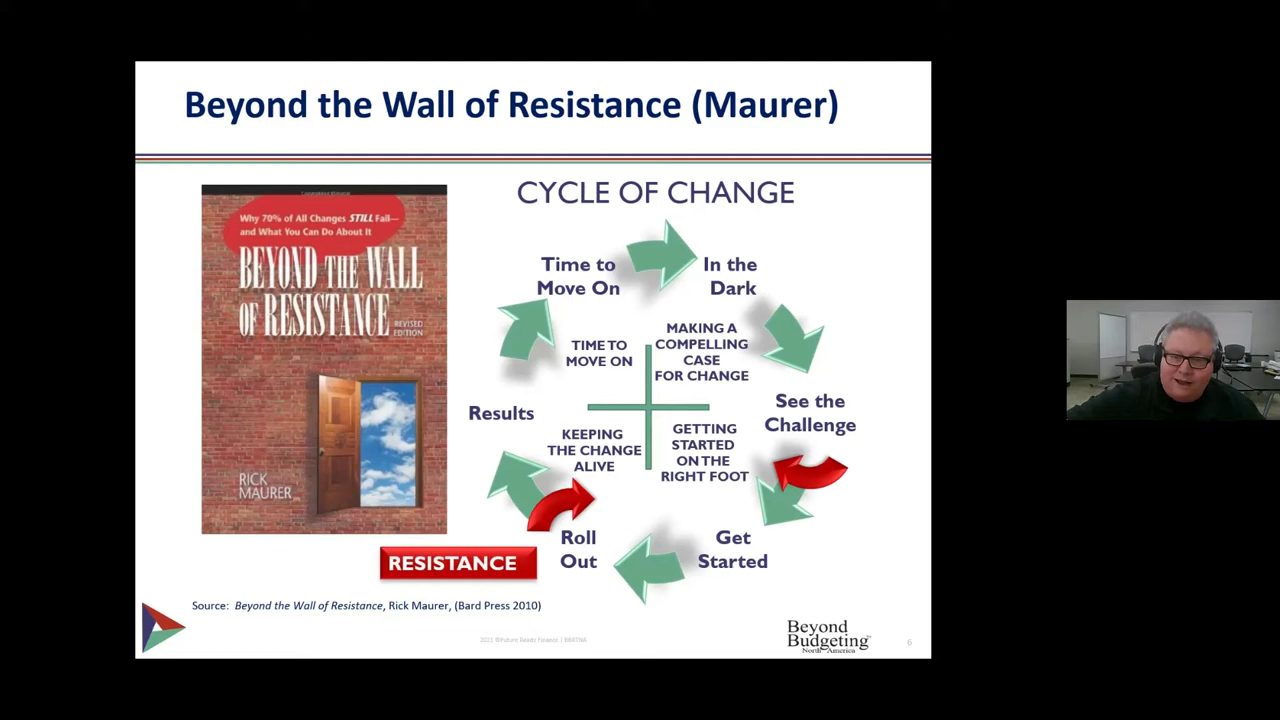 Beyond the Wall of Resistance (Maurer)
Why 70% of All Changes STILL Fail—
and What You Can Do About It
BEYOND THE WALL
OF RESISTANCE
REVISED
EDITION
RICK
MAURER
CYCLE OF CHANGE
Time to
Move On
In the
Dark
TIME TO
MOVE ON
MAKING A
COMPELLING
CASE
FOR CHANGE
See the
Challenge
Results
KEEPING
THE CHANGE
ALIVE
GETTING
STARTED
ON THE
RIGHT FOOT
Roll
Out
Get
Started
RESISTANCE
Source: Beyond the Wall of Resistance, Rick Maurer, (Bard Press 2010)
Beyond
Budgeting
North America
6